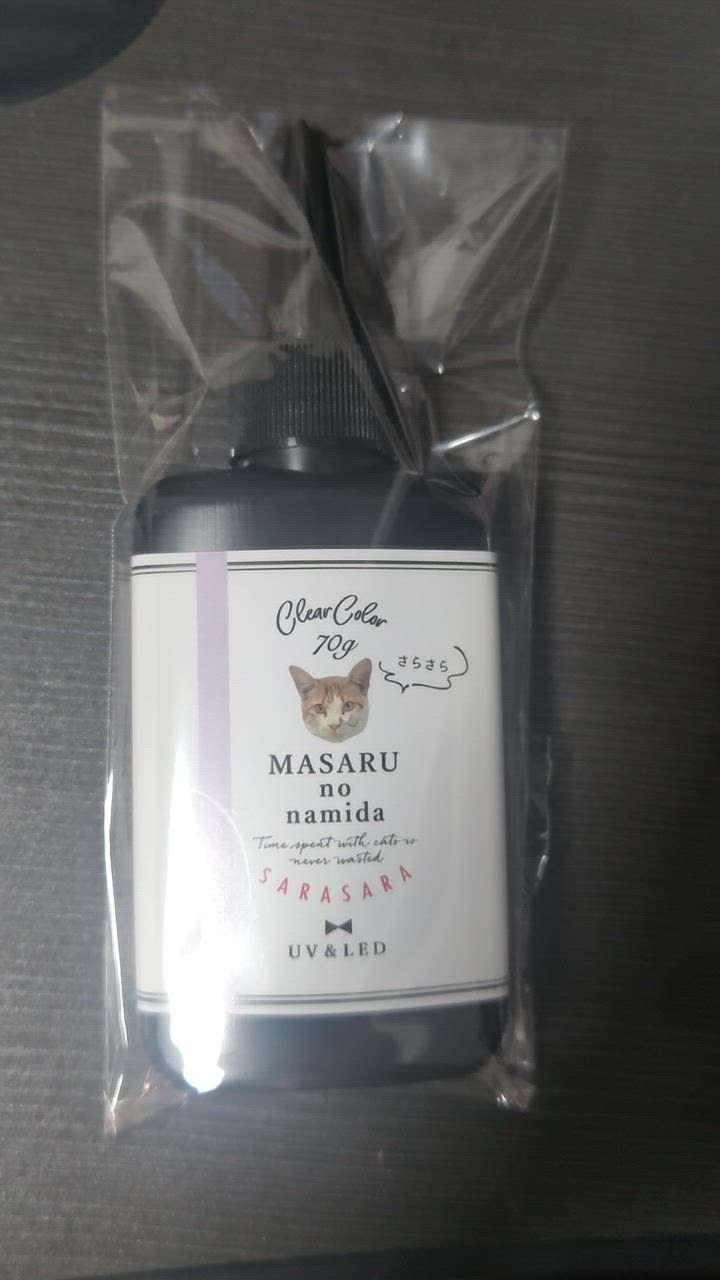 Clear Color
70g
さらさら
MASARU
no
namida
Time spent with cats is
never wasted
SARASARA
UV & LED